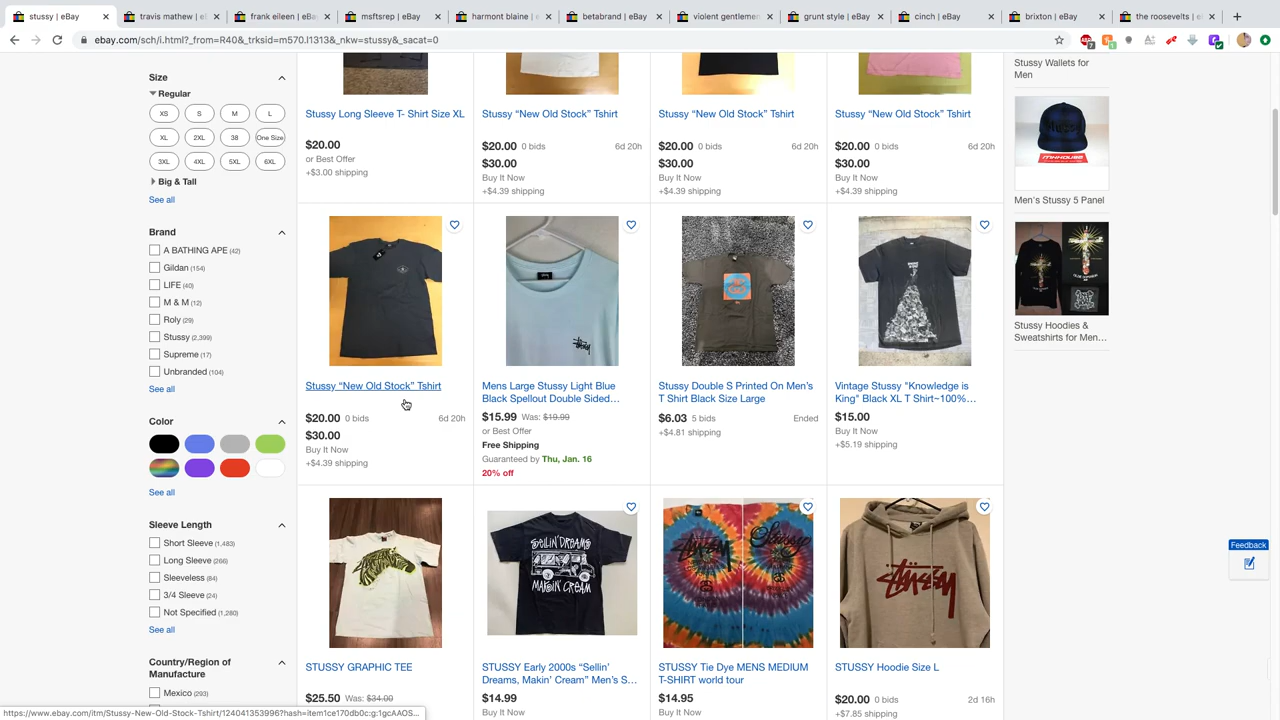 stussy | eBay
travis mathew | eB
frank eileen | eBa
msftsrep | eBay
harmont blaine | e
betabrand | eBay
violent gentlemen
grunt style | eBay
cinch | eBay
brixton | eBay
the roosevelts | e
ebay.com/sch/i.html?_from=R40&_trksid=m570.l1313&_nkw=stussy&_sacat=0
Size
Regular
XS S M L
XL 2XL 38 One Size
3XL 4XL 5XL 6XL
Big & Tall
See all
Brand
A BATHING APE (42)
Gildan (154)
LIFE (40)
M & M (12)
Roly (29)
Stussy (2,399)
Supreme (17)
Unbranded (104)
See all
Color
See all
Sleeve Length
Short Sleeve (1,483)
Long Sleeve (266)
Sleeveless (84)
3/4 Sleeve (24)
Not Specified (1,280)
See all
Country/Region of
Manufacture
Mexico (293)
Stussy Long Sleeve T- Shirt Size XL
$20.00
or Best Offer
+$3.00 shipping
Stussy “New Old Stock” Tshirt
$20.00 0 bids 6d 20h
$30.00
Buy It Now
+$4.39 shipping
Stussy “New Old Stock” Tshirt
$20.00 0 bids 6d 20h
$30.00
Buy It Now
+$4.39 shipping
Stussy “New Old Stock” Tshirt
$20.00 0 bids 6d 20h
$30.00
Buy It Now
+$4.39 shipping
Stussy “New Old Stock” Tshirt
$20.00 0 bids 6d 20h
$30.00
Buy It Now
+$4.39 shipping
Mens Large Stussy Light Blue
Black Spellout Double Sided…
$15.99 Was: $19.99
or Best Offer
Free Shipping
Guaranteed by Thu, Jan. 16
20% off
Stussy Double S Printed On Men’s
T Shirt Black Size Large
$6.03 5 bids Ended
+$4.81 shipping
Vintage Stussy "Knowledge is
King" Black XL T Shirt~100%…
$15.00
Buy It Now
+$5.19 shipping
STUSSY GRAPHIC TEE
$25.50 Was: $34.00
SELLIN' DREAMS
MAKIN CREAM
STUSSY Early 2000s “Sellin’
Dreams, Makin’ Cream” Men’s S…
$14.99
Buy It Now
STUSSY Tie Dye MENS MEDIUM
T-SHIRT world tour
$14.95
Buy It Now
STUSSY Hoodie Size L
$20.00 0 bids 2d 16h
+$7.85 shipping
Stussy Wallets for
Men
Men's Stussy 5 Panel
Stussy Hoodies &
Sweatshirts for Men…
Feedback
https://www.ebay.com/itm/Stussy-New-Old-Stock-Tshirt/124041353996?hash=item1ce170db0c:g:1gcAAOS...